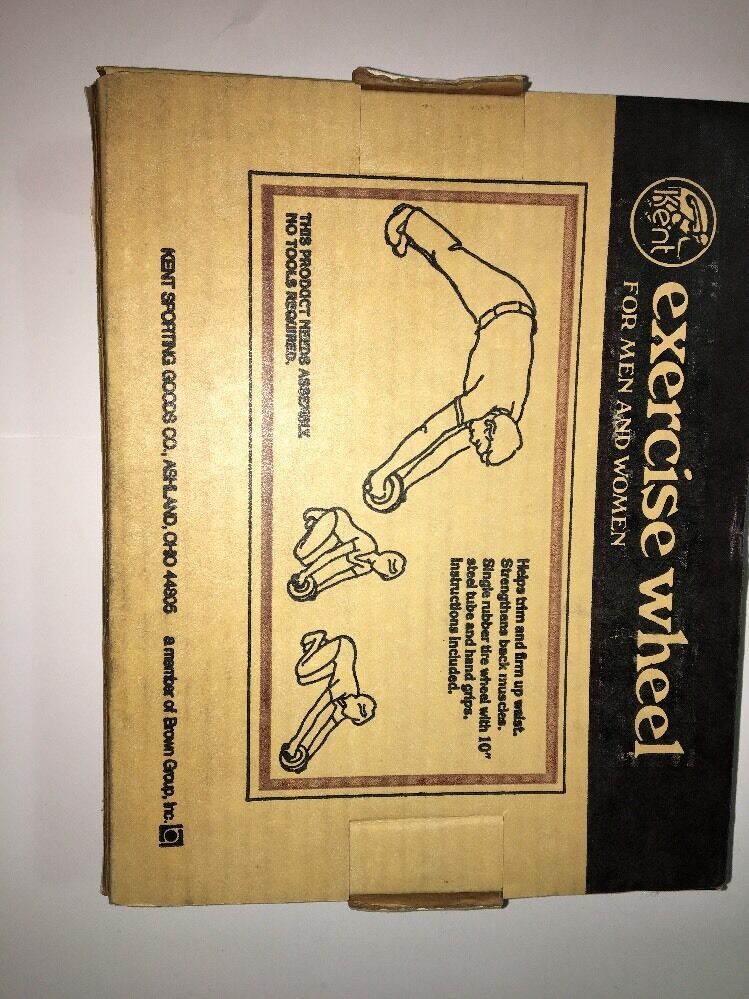 Kent
exercise wheel
FOR MEN AND WOMEN
Helps trim and firm up waist.
Strengthens back muscles.
Single rubber tire wheel with 10"
steel tube and hand grips.
Instructions included.
THIS PRODUCT NEEDS ASSEMBLY.
NO TOOLS REQUIRED.
KENT SPORTING GOODS CO., ASHLAND, OHIO 44805 a member of Brown Group, Inc.